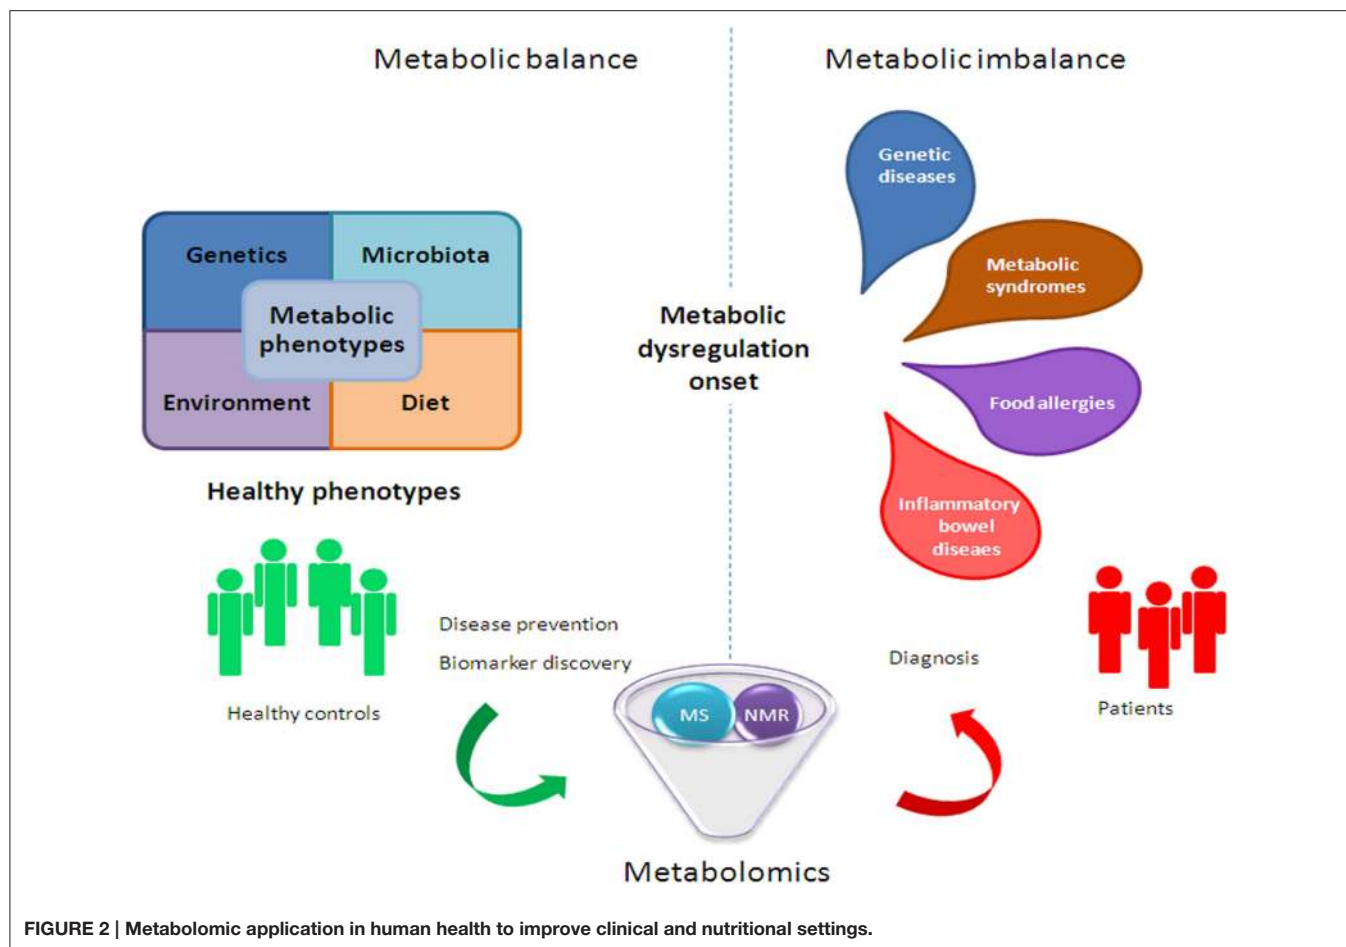 Metabolic balance
Metabolic imbalance
Genetic
diseases
Genetics
Microbiota
Metabolic
phenotypes
Environment
Diet
Metabolic
syndromes
Metabolic
dysregulation
onset
Food allergies
Healthy phenotypes
Inflammatory
bowel
diseaes
Disease prevention
Biomarker discovery
Diagnosis
Healthy controls
MS
NMR
Patients
Metabolomics
FIGURE 2 | Metabolomic application in human health to improve clinical and nutritional settings.